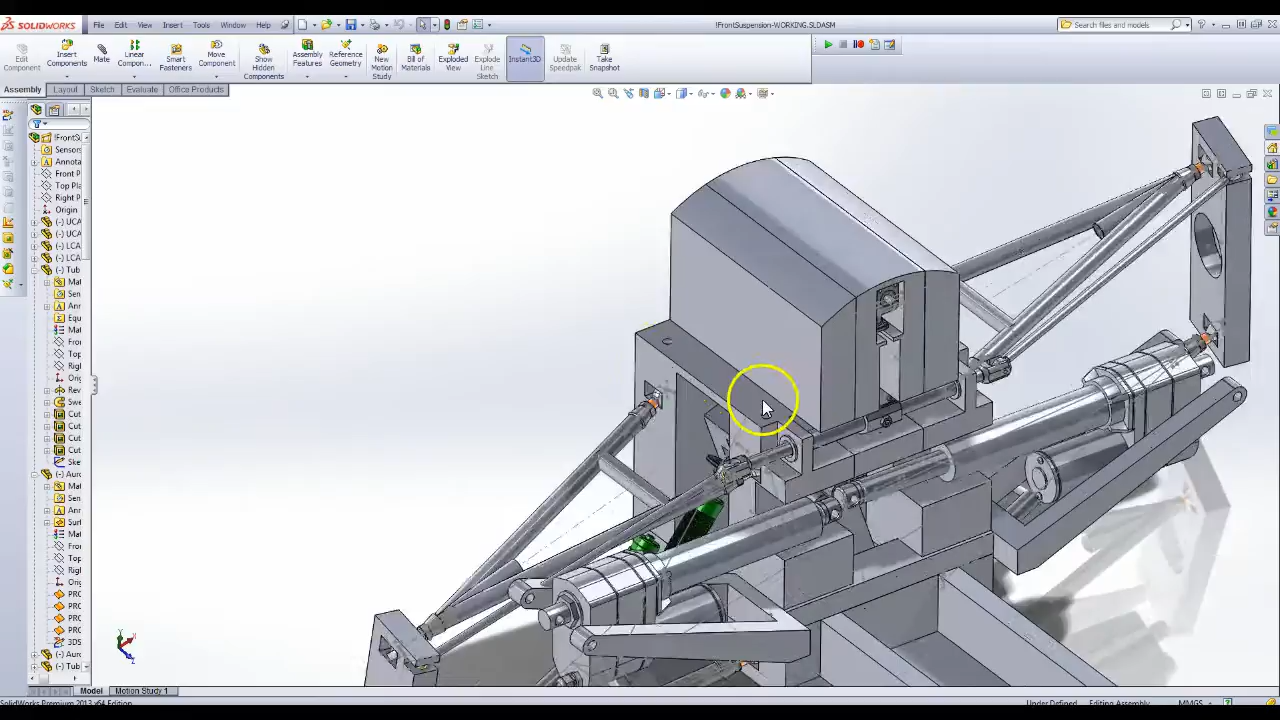 SOLIDWORKS
File Edit View Insert Tools Window Help
!FrontSuspension-WORKING.SLDASM
Search files and models
Edit Component
Insert Components
Mate
Linear Compon...
Smart Fasteners
Move Component
Show Hidden Components
Assembly Features
Reference Geometry
New Motion Study
Bill of Materials
Exploded View
Explode Line Sketch
Instant3D
Update Speedpak
Take Snapshot
Assembly Layout Sketch Evaluate Office Products
!FrontS
Sensors
Annota
Front P
Top Pla
Right P
Origin
(-) UCA
(-) UCA
(-) LCA
(-) LCA
(-) Tub
Mat
Sen
Ann
Equ
Mat
Fro
Top
Rig
Orig
Rev
Swe
Cut
Cut
Cut
Cut
Ske
(-) Auro
Mat
Sen
Ann
Surf
Mat
Fron
Top
Rig
Orig
PRC
PRC
PRC
PRC
3DS
(-) Auro
(-) Tub
Model Motion Study 1
SolidWorks Premium 2013 x64 Edition
Under Defined Editing Assembly MMGS